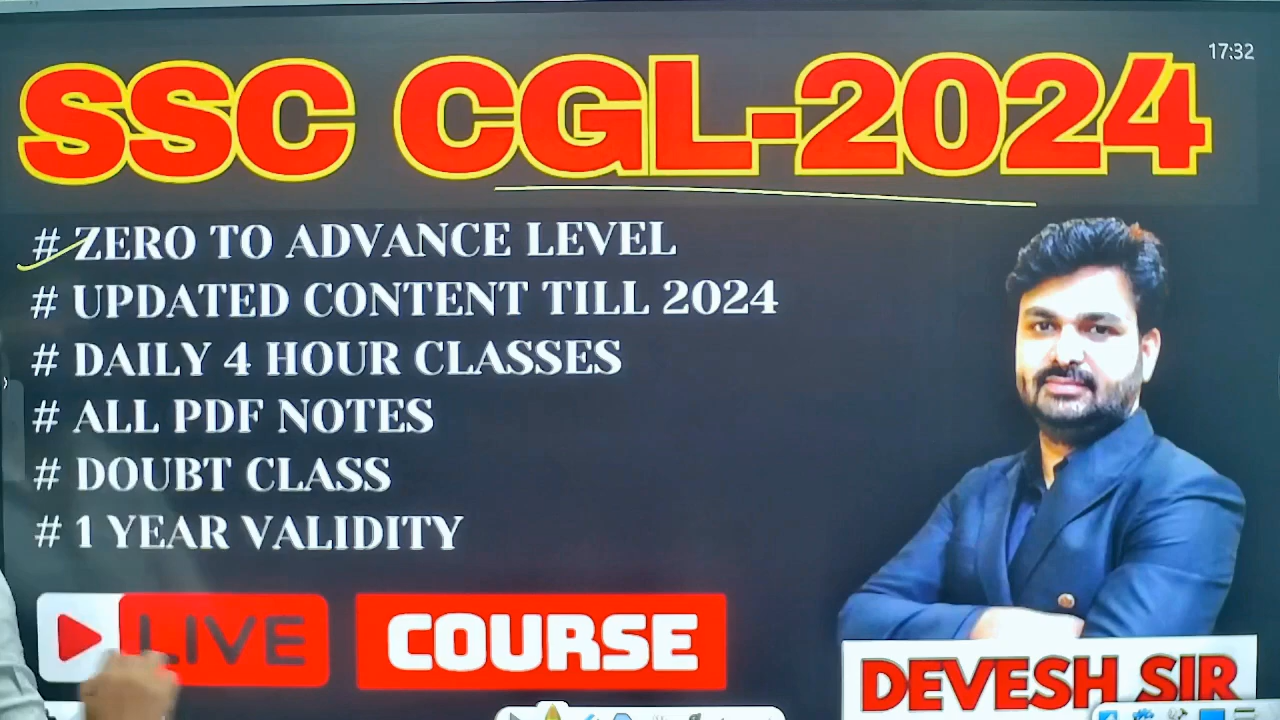 17:32
SSC CGL-2024
# ZERO TO ADVANCE LEVEL
# UPDATED CONTENT TILL 2024
# DAILY 4 HOUR CLASSES
# ALL PDF NOTES
# DOUBT CLASS
# 1 YEAR VALIDITY
LIVE COURSE
DEVESH SIR